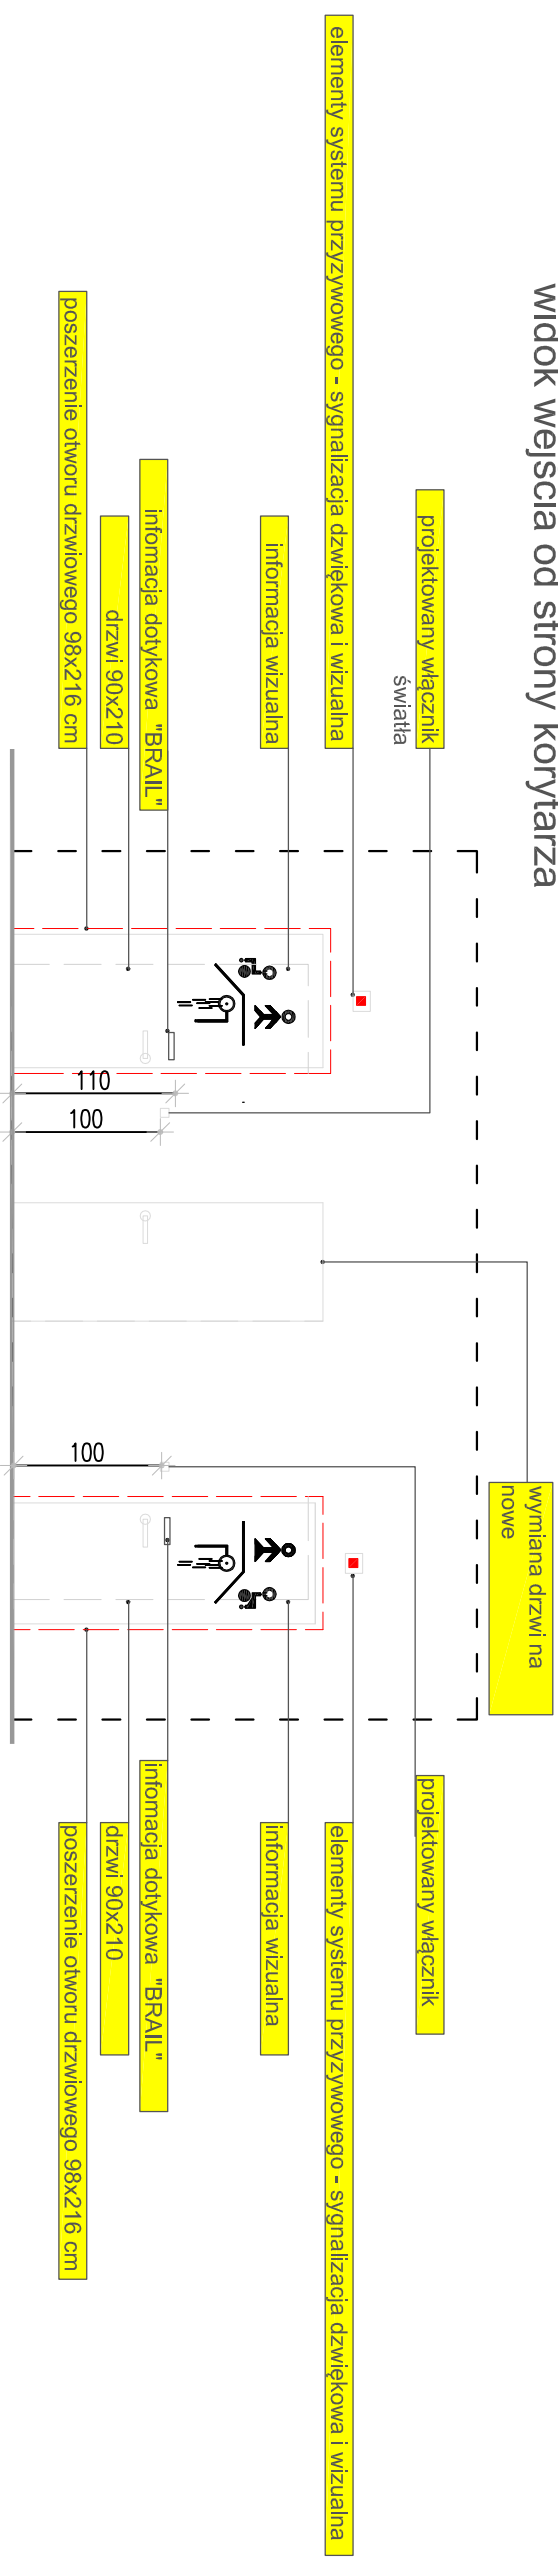 widok wejscia od strony korytarza
projektowany włącznik
światła
elementy systemu przyzywowego - sygnalizacja dzwiękowa i wizualna
informacja wizualna
infomacja dotykowa "BRAIL"
drzwi 90x210
poszerzenie otworu drzwiowego 98x216 cm
110
100
100
wymiana drzwi na
nowe
projektowany włącznik
elementy systemu przyzywowego - sygnalizacja dzwiękowa i wizualna
informacja wizualna
infomacja dotykowa "BRAIL"
drzwi 90x210
poszerzenie otworu drzwiowego 98x216 cm